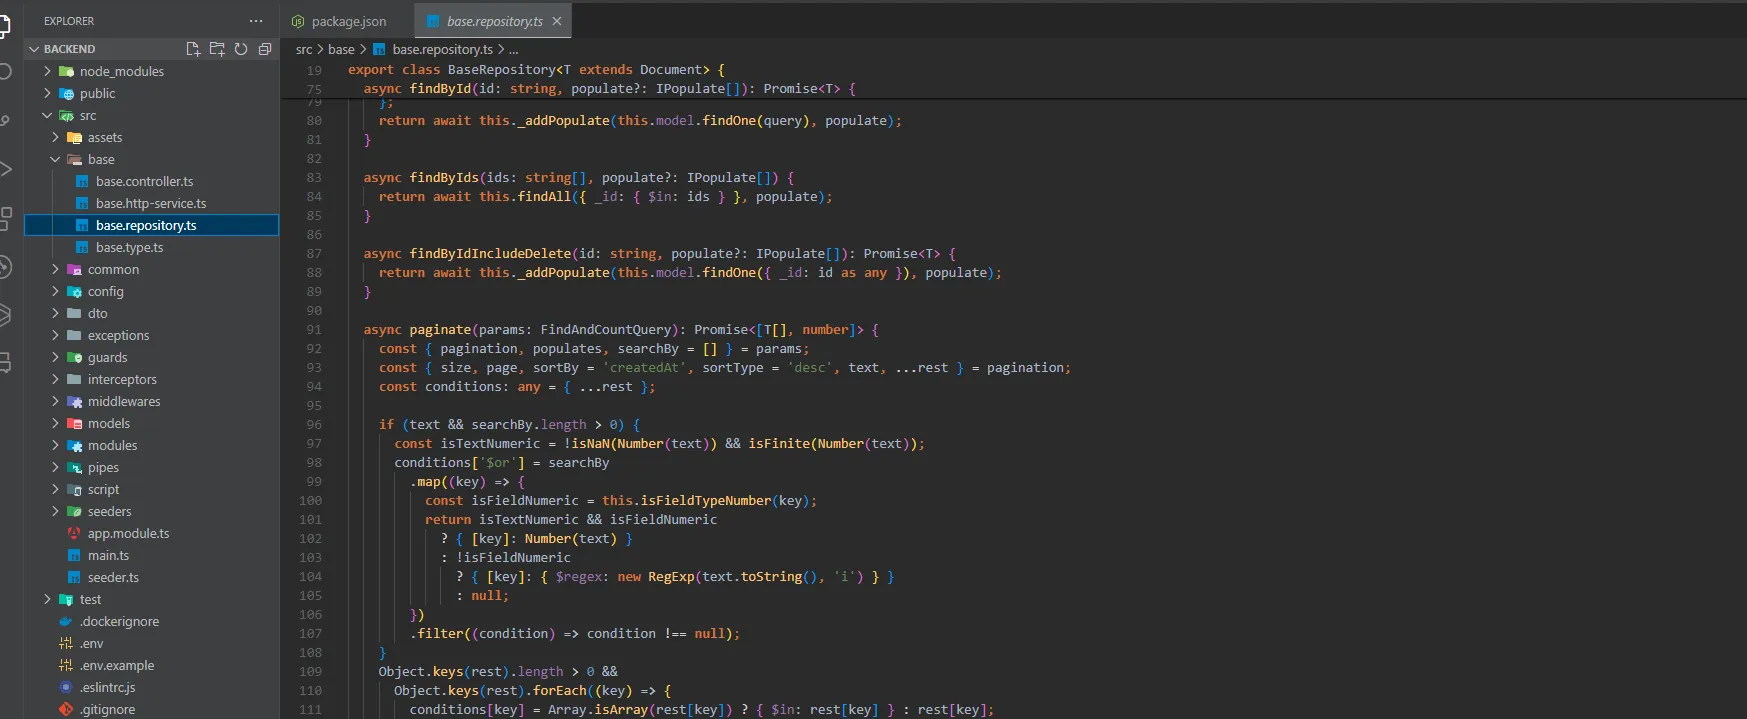 EXPLORER
BACKEND
node_modules
public
src
assets
base
base.controller.ts
base.http-service.ts
base.repository.ts
base.type.ts
common
config
dto
exceptions
guards
interceptors
middlewares
models
modules
pipes
script
seeders
app.module.ts
main.ts
seeder.ts
test
.dockerignore
.env
.env.example
.eslintrc.js
.gitignore
package.json
base.repository.ts
src > base > base.repository.ts > ...
19 export class BaseRepository<T extends Document> {
75 async findById(id: string, populate?: IPopulate[]): Promise<T> {
79 };
80 return await this._addPopulate(this.model.findOne(query), populate);
81 }
82
83 async findByIds(ids: string[], populate?: IPopulate[]) {
84 return await this.findAll({ _id: { $in: ids } }, populate);
85 }
86
87 async findByIdIncludeDelete(id: string, populate?: IPopulate[]): Promise<T> {
88 return await this._addPopulate(this.model.findOne({ _id: id as any }), populate);
89 }
90
91 async paginate(params: FindAndCountQuery): Promise<[T[], number]> {
92 const { pagination, populates, searchBy = [] } = params;
93 const { size, page, sortBy = 'createdAt', sortType = 'desc', text, ...rest } = pagination;
94 const conditions: any = { ...rest };
95
96 if (text && searchBy.length > 0) {
97 const isTextNumeric = !isNaN(Number(text)) && isFinite(Number(text));
98 conditions['$or'] = searchBy
99 .map((key) => {
100 const isFieldNumeric = this.isFieldTypeNumber(key);
101 return isTextNumeric && isFieldNumeric
102 ? { [key]: Number(text) }
103 : !isFieldNumeric
104 ? { [key]: { $regex: new RegExp(text.toString(), 'i') } }
105 : null;
106 })
107 .filter((condition) => condition !== null);
108 }
109 Object.keys(rest).length > 0 &&
110 Object.keys(rest).forEach((key) => {
111 conditions[key] = Array.isArray(rest[key]) ? { $in: rest[key] } : rest[key];